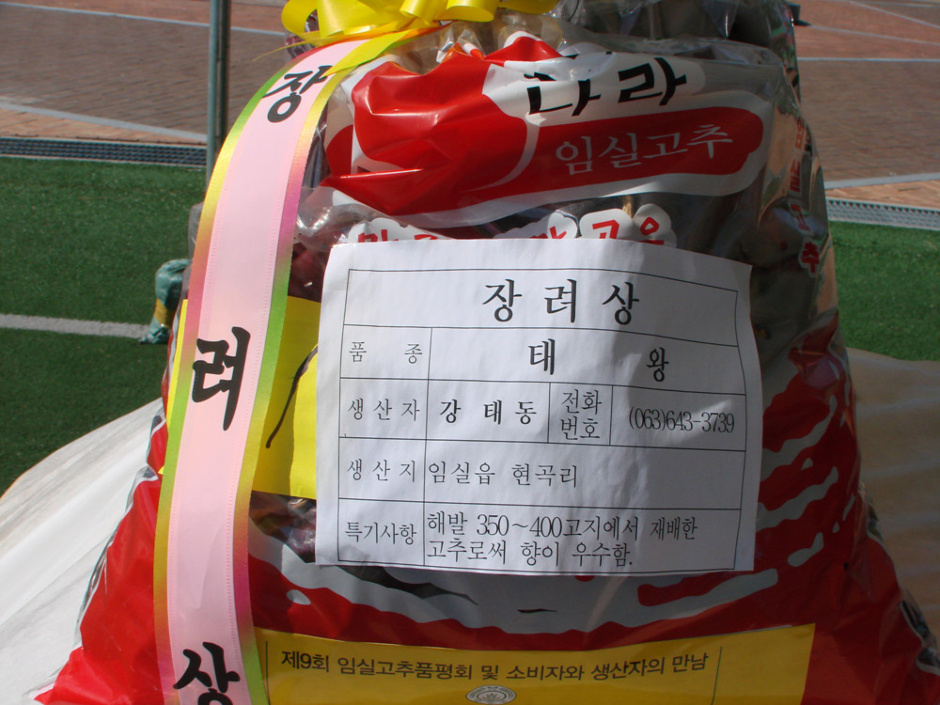 장려상
나라
임실고추
장 려 상
품 종 태 왕
생산자 강태동 전화번호 (063)643-3739
생산지 임실읍 현곡리
특기사항 해발 350~400고지에서 재배한
고추로써 향이 우수함.
제9회 임실고추품평회 및 소비자와 생산자의 만남